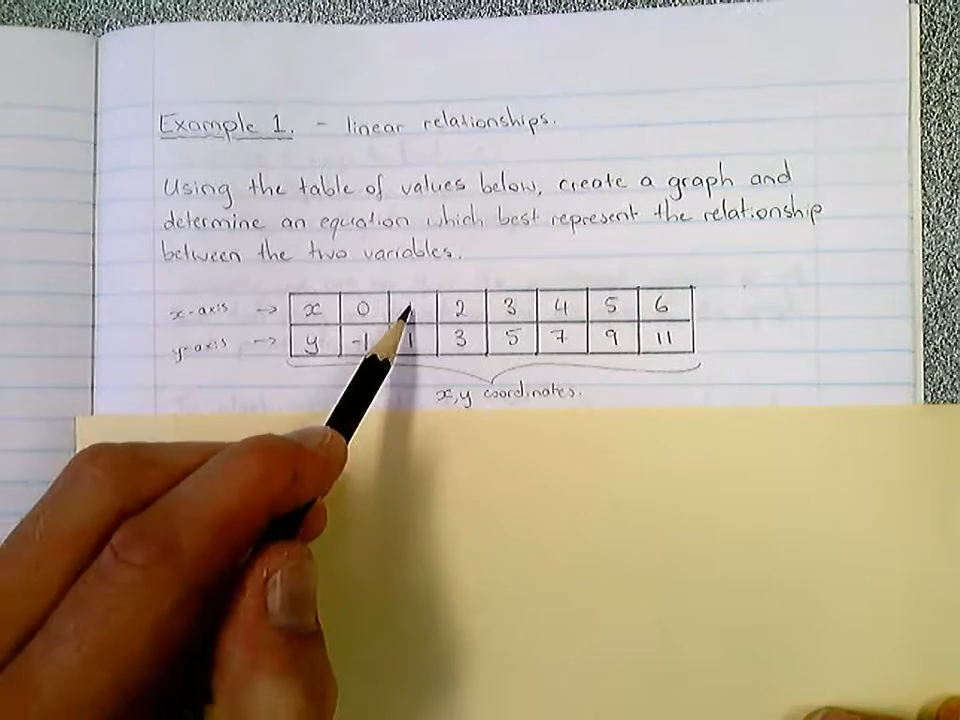 Example 1. - linear relationships.
Using the table of values below, create a graph and
determine an equation which best represent the relationship
between the two variables.
x-axis -> x 0 2 3 4 5 6
y-axis -> y -1 1 3 5 7 9 11
x,y coordinates.